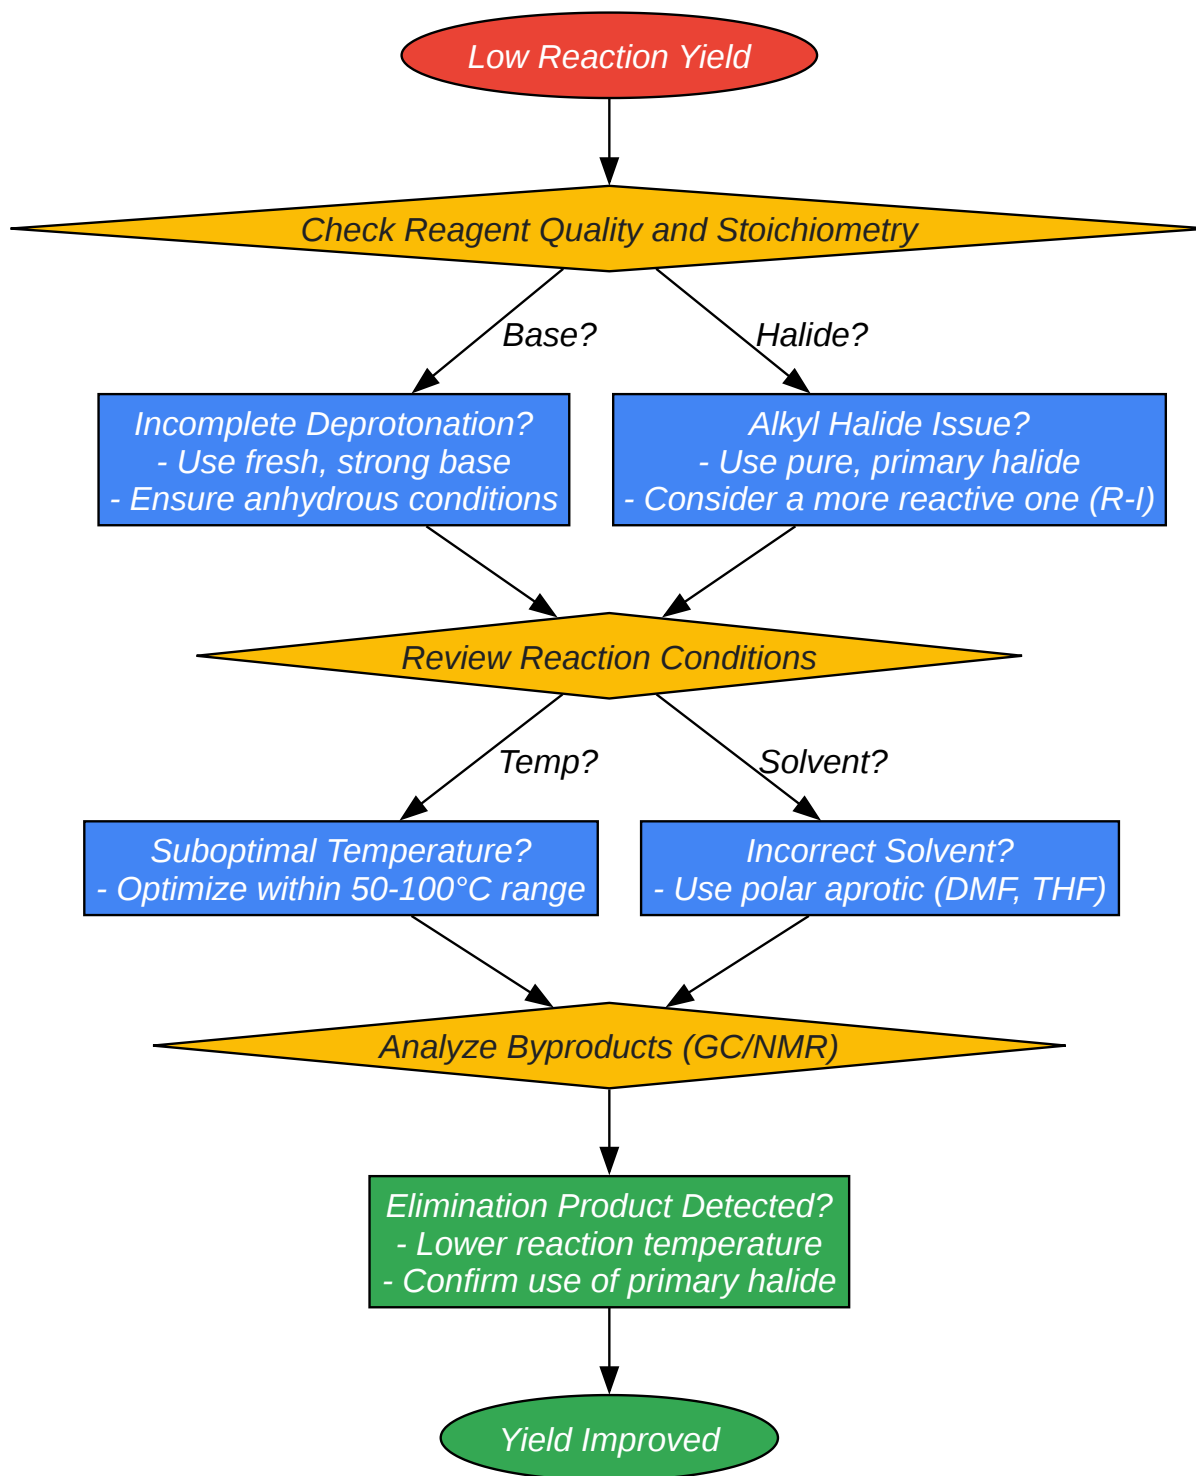 Low Reaction Yield
Check Reagent Quality and Stoichiometry
Base?
Halide?
Incomplete Deprotonation?
- Use fresh, strong base
- Ensure anhydrous conditions
Alkyl Halide Issue?
- Use pure, primary halide
- Consider a more reactive one (R-I)
Review Reaction Conditions
Temp?
Solvent?
Suboptimal Temperature?
- Optimize within 50-100°C range
Incorrect Solvent?
- Use polar aprotic (DMF, THF)
Analyze Byproducts (GC/NMR)
Elimination Product Detected?
- Lower reaction temperature
- Confirm use of primary halide
Yield Improved